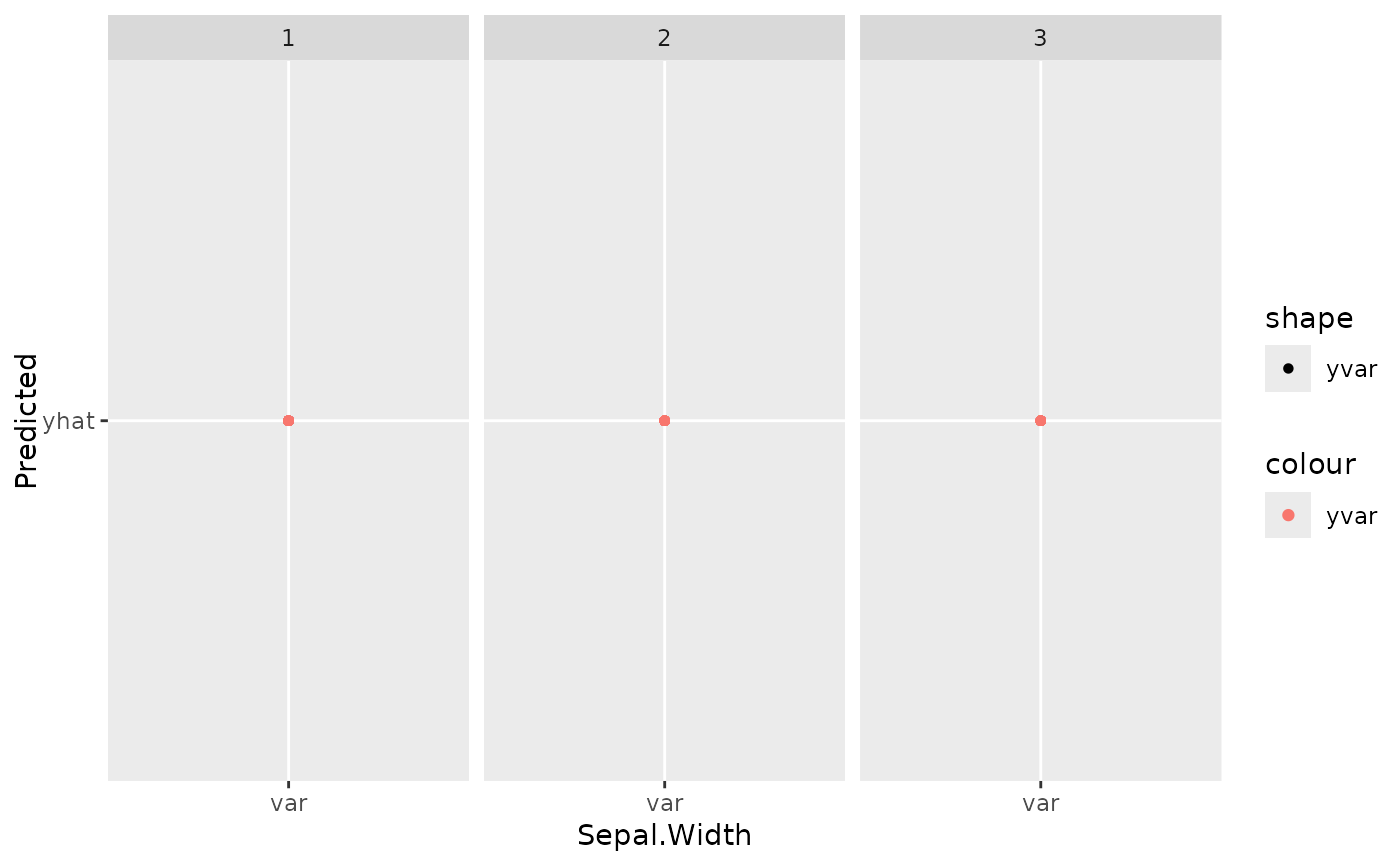 1 2 3
shape
yvar
Predicted
yhat
colour
yvar
var var var
Sepal.Width